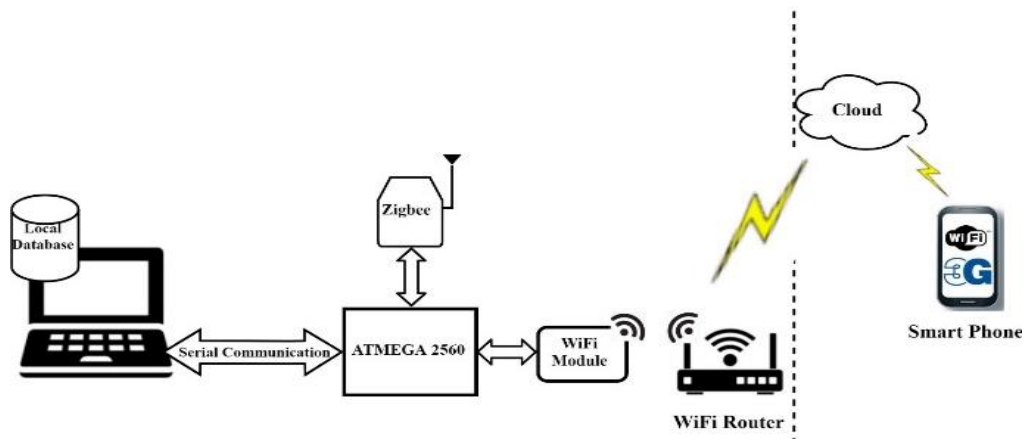 Cloud
Zigbee
Local
Database
WiFi
3G
Smart Phone
Serial Communication
ATMEGA 2560
WiFi
Module
WiFi Router